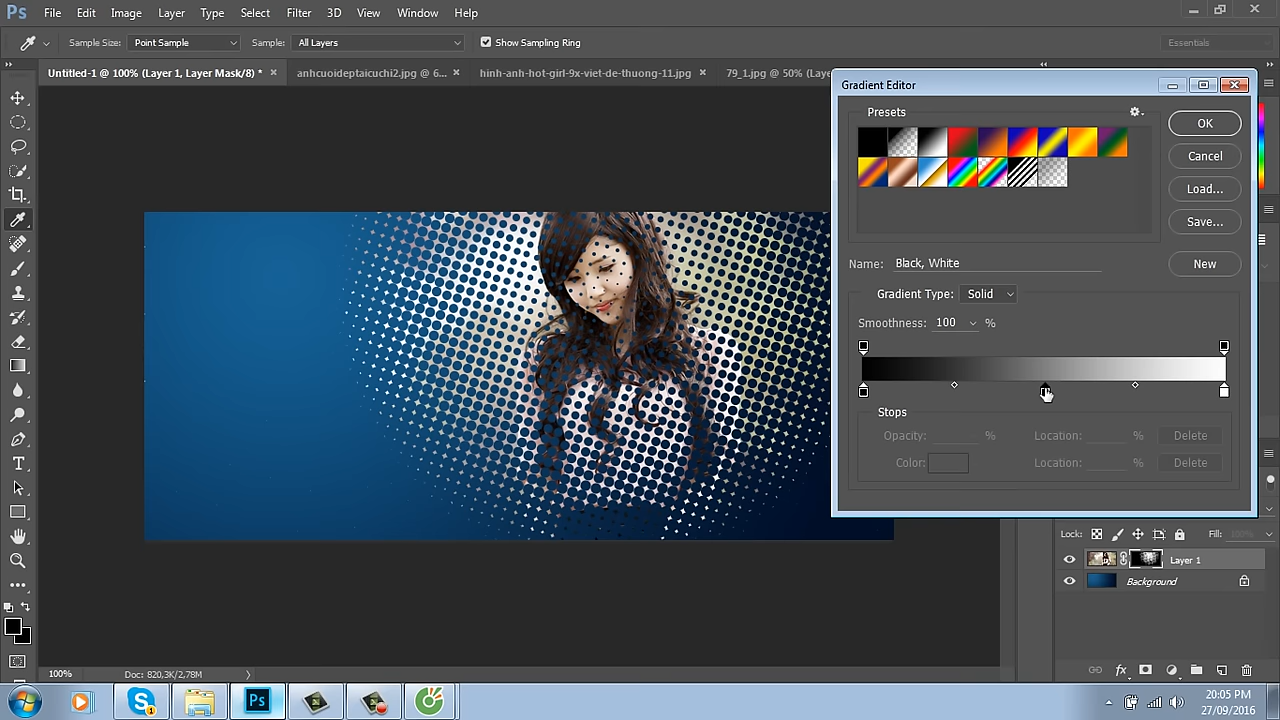 Ps File Edit Image Layer Type Select Filter 3D View Window Help
Sample Size: Point Sample Sample: All Layers Show Sampling Ring Essentials
Untitled-1 @ 100% (Layer 1, Layer Mask/8) * × anhcuoideptaicuchi2.jpg @ 6... × hinh-anh-hot-girl-9x-viet-de-thuong-11.jpg × 79_1.jpg @ 50% (Laye
Gradient Editor
Presets
OK
Cancel
Load...
Save...
Name: Black, White
New
Gradient Type: Solid
Smoothness: 100 %
Stops
Opacity: % Location: % Delete
Color: Location: % Delete
Lock: Fill: 100%
Layer 1
Background
100% Doc: 820,3K/2,78M
fx
Ps
20:05 PM
27/09/2016